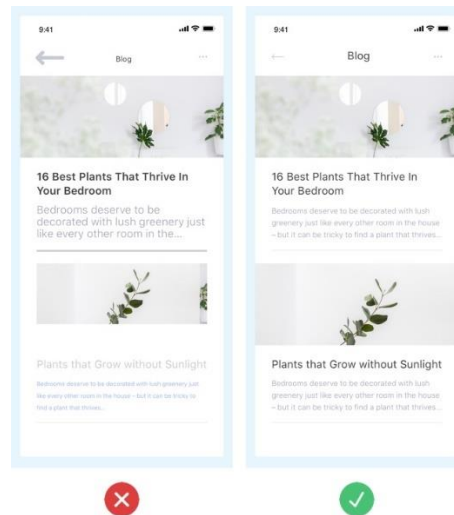 9:41
Blog
16 Best Plants That Thrive In
Your Bedroom
Bedrooms deserve to be
decorated with lush greenery just
like every other room in the...
Plants that Grow without Sunlight
Bedrooms deserve to be decorated with lush greenery just
like every other room in the house – but it can be tricky to
find a plant that thrives...
9:41
Blog
16 Best Plants That Thrive In
Your Bedroom
Bedrooms deserve to be decorated with lush
greenery just like every other room in the house
– but it can be tricky to find a plant that thrives...
Plants that Grow without Sunlight
Bedrooms deserve to be decorated with lush
greenery just like every other room in the house
– but it can be tricky to find a plant that thrives...